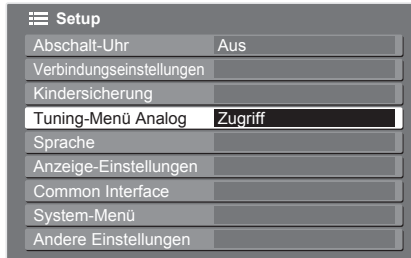 Setup
Abschalt-Uhr Aus
Verbindungseinstellungen
Kindersicherung
Tuning-Menü Analog Zugriff
Sprache
Anzeige-Einstellungen
Common Interface
System-Menü
Andere Einstellungen